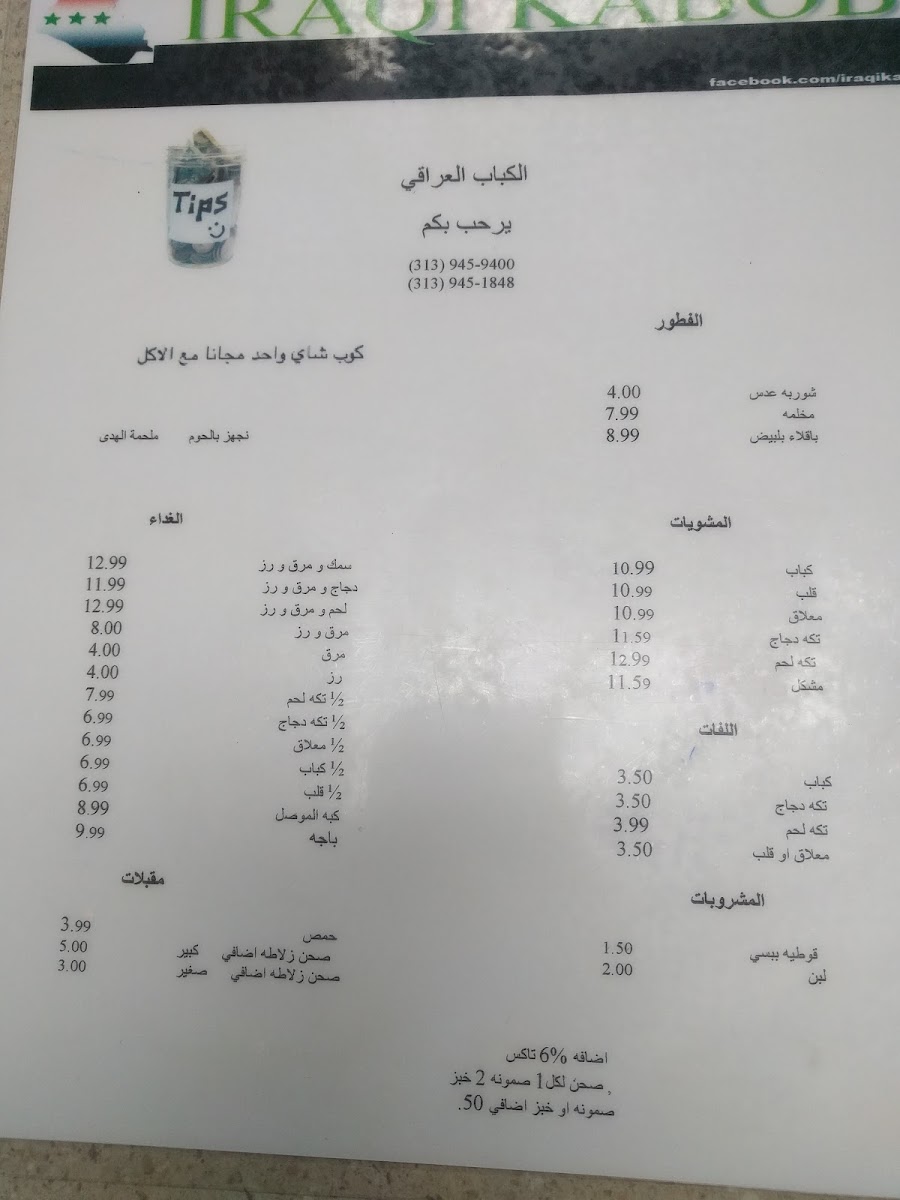 IRAQI KABOB
facebook.com/iraqika
Tips
الكباب العراقي
يرحب بكم
(313) 945-9400
(313) 945-1848
الفطور
شوربه عدس 4.00
مخلمه 7.99
باقلاء بلبيض 8.99
كوب شاي واحد مجانا مع الاكل
نجهز بالحوم ملحمة الهدى
المشويات
كباب 10.99
قلب 10.99
معلاق 10.99
تكه دجاج 11.59
تكه لحم 12.99
مشكل 11.59
اللفات
كباب 3.50
تكه دجاج 3.50
تكه لحم 3.99
معلاق او قلب 3.50
المشروبات
قوطيه ببسي 1.50
لبن 2.00
الغداء
سمك و مرق و رز 12.99
دجاج و مرق و رز 11.99
لحم و مرق و رز 12.99
مرق و رز 8.00
مرق 4.00
رز 4.00
½ تكه لحم 7.99
½ تكه دجاج 6.99
½ معلاق 6.99
½ كباب 6.99
½ قلب 6.99
كبه الموصل 8.99
باجه 9.99
مقبلات
حمص 3.99
صحن زلاطه اضافي كبير 5.00
صحن زلاطه اضافي صغير 3.00
اضافه 6% تاكس
صحن لكل1 صمونه 2 خبز ,
صمونه او خبز اضافي 50.